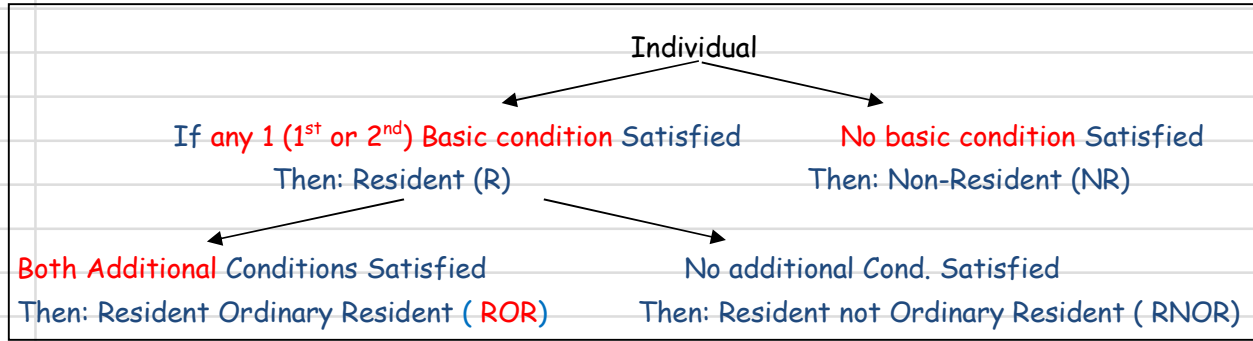 Individual
If any 1 (1st or 2nd) Basic condition Satisfied
No basic condition Satisfied
Then: Resident (R)
Then: Non-Resident (NR)
Both Additional Conditions Satisfied
No additional Cond. Satisfied
Then: Resident Ordinary Resident ( ROR)
Then: Resident not Ordinary Resident ( RNOR)